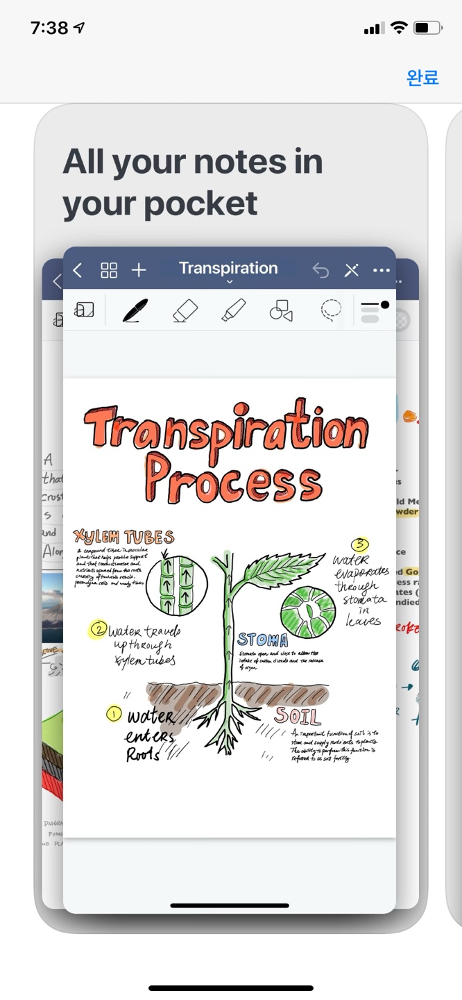 7:38
완료
All your notes in
your pocket
Transpiration
A
that
crust
s
and
Alon
Transpiration
Process
XYLEM TUBES
a compound tissue in vascular
plants that helps provide support
and that conducts water and
nutrients upward from the roots
consisting of tracheids vessels,
parenchyma cells and woody fibers
3
Water
evaporates
through
stomata
in
leaves
2 Water travels
up through
Xylem tubes
STOMA
Stomata open and close to allow the
intake of carbon dioxide and the release
of oxygen.
1 Water
enters
Roots
SOIL
An important function of soil is to
store and supply nutrients to plants.
The ability to perform this function is
referred to as soil fertility.
ld Me
wder
ce
d Go
ess ra
ates (
ndied
ROKE
CTIVE
DIAGRA
PUSHI
NO PLA